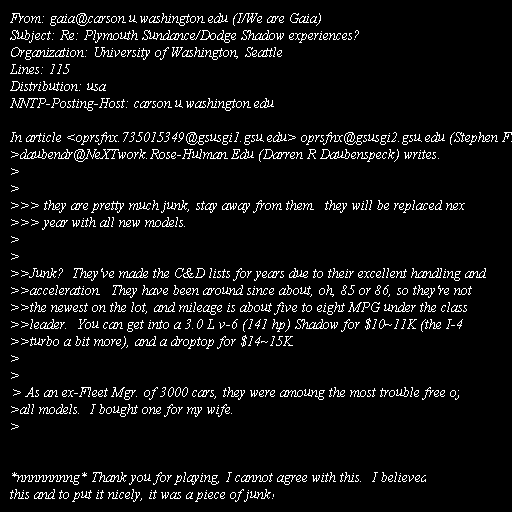 From: gaia@carson.u.washington.edu (I/We are Gaia)
Subject: Re: Plymouth Sundance/Dodge Shadow experiences?
Organization: University of Washington, Seattle
Lines: 115
Distribution: usa
NNTP-Posting-Host: carson.u.washington.edu
In article <oprsfnx.735015349@gsusgi1.gsu.edu> oprsfnx@gsusgi2.gsu.edu (Stephen
>daubendr@NeXTwork.Rose-Hulman.Edu (Darren R Daubenspeck) writes:
>
>
>>> they are pretty much junk, stay away from them.  they will be replaced nex
>>> year with all new models.
>
>
>>Junk?  They've made the C&D lists for years due to their excellent handling and
>>acceleration.  They have been around since about, oh, 85 or 86, so they're not
>>the newest on the lot, and mileage is about five to eight MPG under the class
>>leader.  You can get into a 3.0 L v-6 (141 hp) Shadow for $10~11K (the I-4
>>turbo a bit more), and a droptop for $14~15K.
>
>
> As an ex-Fleet Mgr. of 3000 cars, they were amoung the most trouble free
>all models.  I bought one for my wife.
>
*nnnnnnnng* Thank you for playing, I cannot agree with this.  I believed
this and to put it nicely, it was a piece of junk!